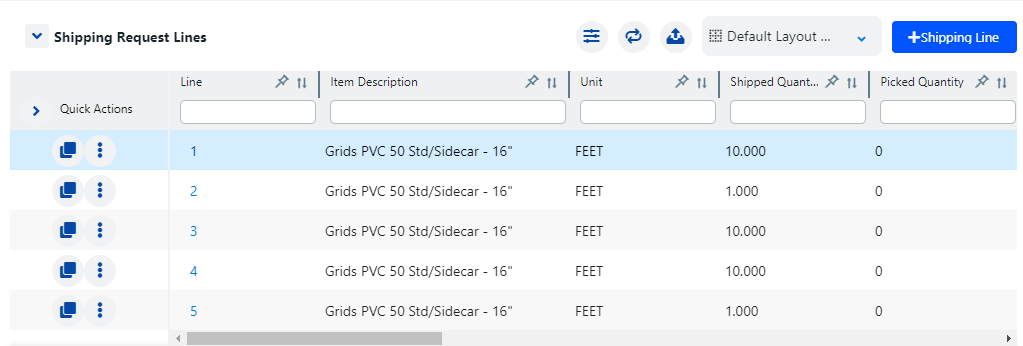 Shipping Request Lines
Default Layout ...
+Shipping Line
Line Item Description Unit Shipped Quant... Picked Quantity
Quick Actions
1 Grids PVC 50 Std/Sidecar - 16" FEET 10.000 0
2 Grids PVC 50 Std/Sidecar - 16" FEET 1.000 0
3 Grids PVC 50 Std/Sidecar - 16" FEET 10.000 0
4 Grids PVC 50 Std/Sidecar - 16" FEET 10.000 0
5 Grids PVC 50 Std/Sidecar - 16" FEET 1.000 0